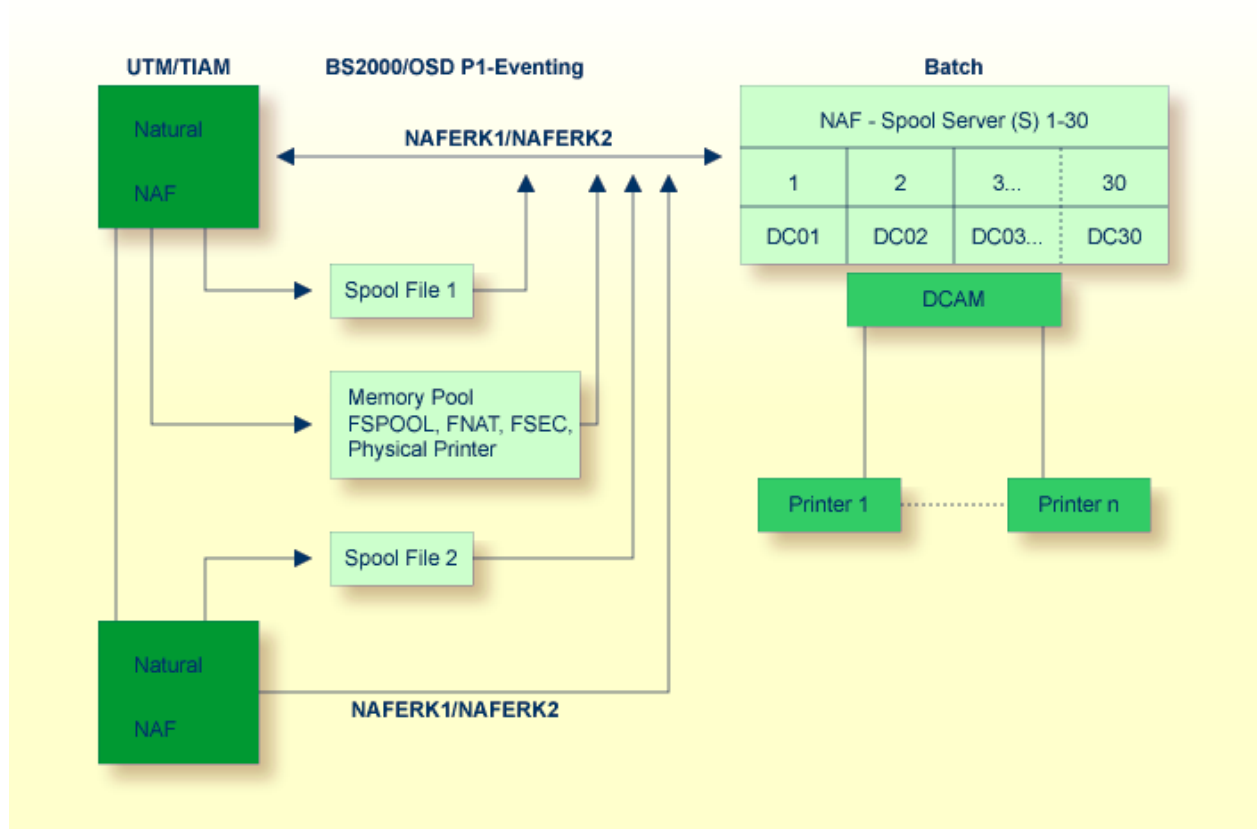 UTM/TIAM
BS2000/OSD P1-Eventing
Batch
Natural
NAF
NAFERK1/NAFERK2
NAF - Spool Server (S) 1-30
1
2
3...
30
DC01
DC02
DC03...
DC30
DCAM
Spool File 1
Memory Pool
FSPOOL, FNAT, FSEC,
Physical Printer
Printer 1
Printer n
Spool File 2
Natural
NAF
NAFERK1/NAFERK2